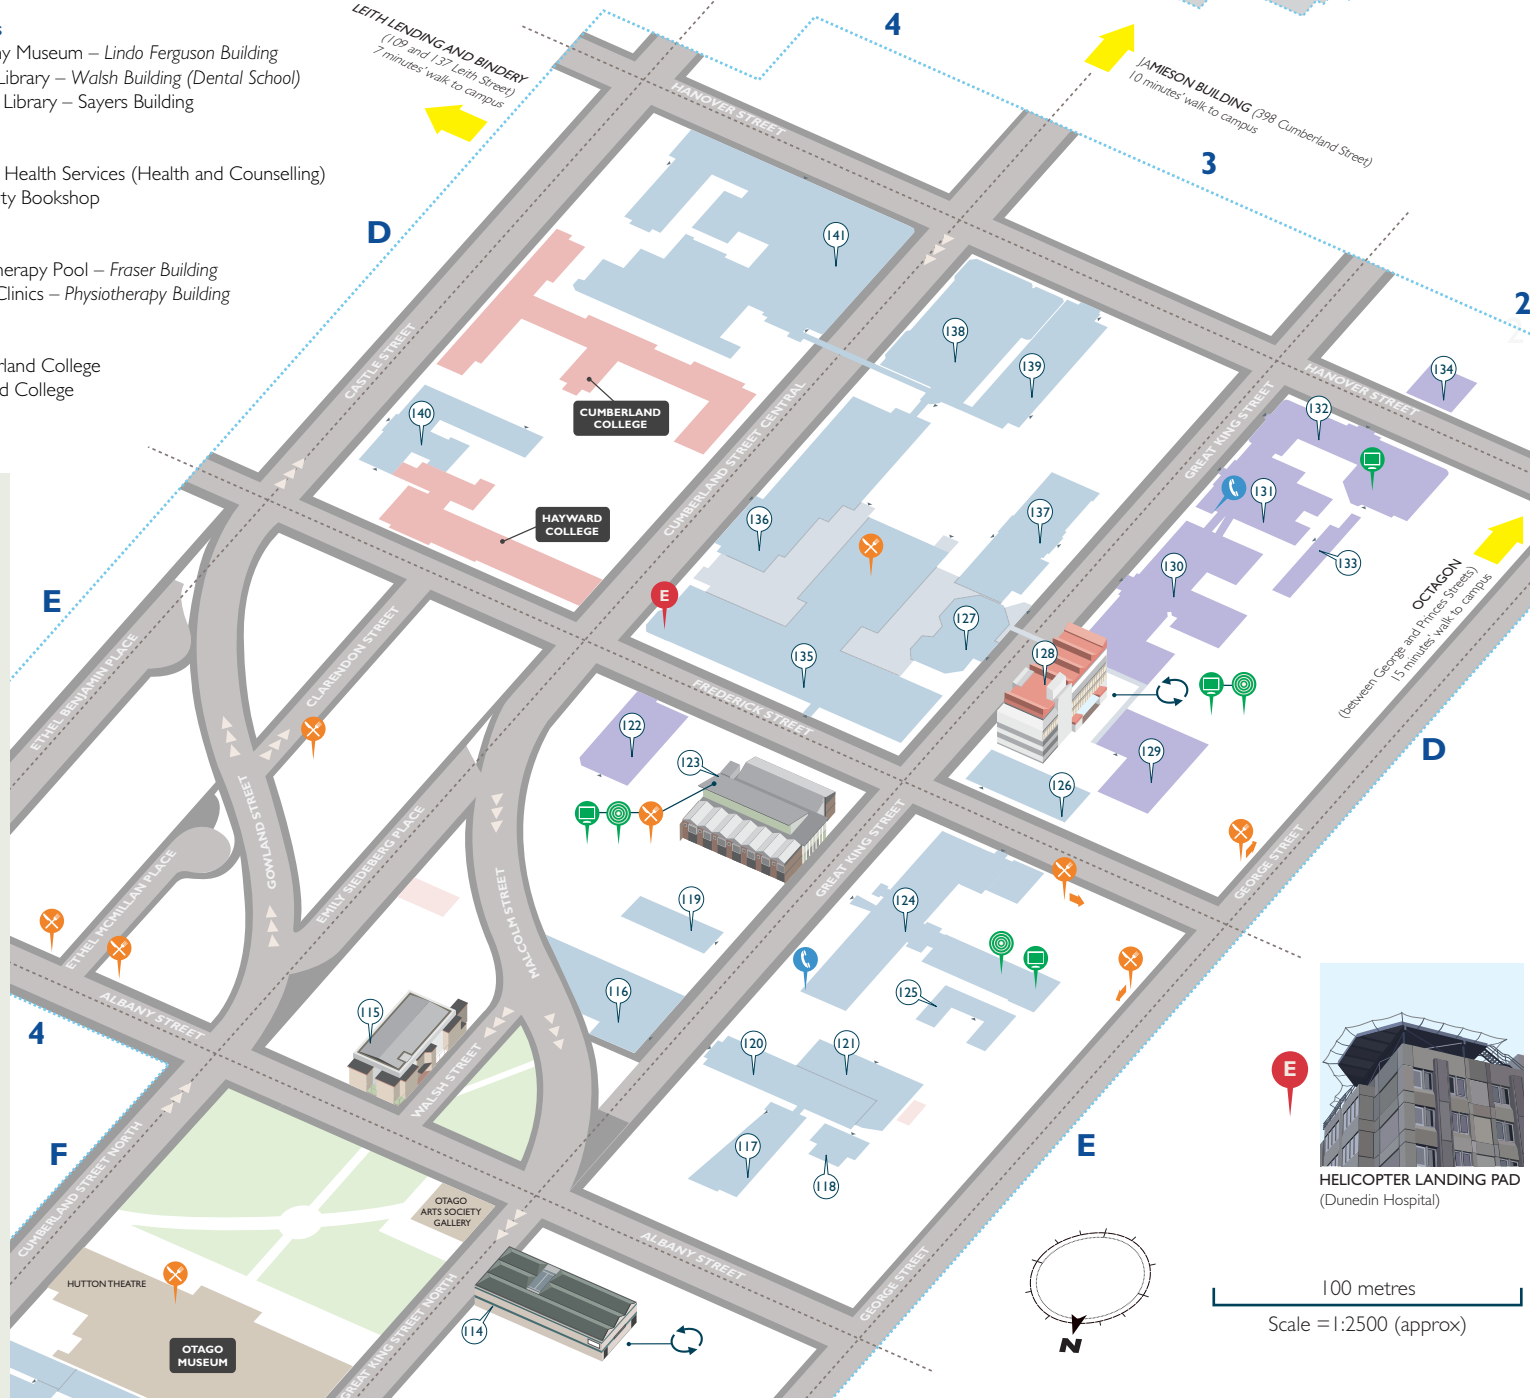 s
y Museum – Lindo Ferguson Building
Library – Walsh Building (Dental School)
Library – Sayers Building
Health Services (Health and Counselling)
ty Bookshop
herapy Pool – Fraser Building
Clinics – Physiotherapy Building
rland College
d College
LEITH LENDING AND BINDERY
(109 and 137 Leith Street)
7 minutes' walk to campus
4
JAMIESON BUILDING (398 Cumberland Street)
10 minutes' walk to campus
3
2
D
HANOVER STREET
141
CASTLE STREET
138
139
CUMBERLAND COLLEGE
140
CUMBERLAND STREET CENTRAL
134
HANOVER STREET
132
GREAT KING STREET
131
HAYWARD COLLEGE
136
137
133
130
OCTAGON
(between George and Princes Streets)
15 minutes' walk to campus
E
E
127
135
128
ETHEL BENJAMIN PLACE
CLARENDON STREET
FREDERICK STREET
122
123
129
126
D
GOWLAND STREET
EMILY SIEDEBERG PLACE
MALCOLM STREET
GREAT KING STREET
GEORGE STREET
ETHEL MCMILLAN PLACE
119
124
116
125
ALBANY STREET
115
WALSH STREET
120
121
4
117
118
F
E
E
CUMBERLAND STREET NORTH
OTAGO
ARTS SOCIETY
GALLERY
HUTTON THEATRE
OTAGO
MUSEUM
GREAT KING STREET NORTH
114
ALBANY STREET
GEORGE STREET
N
HELICOPTER LANDING PAD
(Dunedin Hospital)
100 metres
Scale =1:2500 (approx)